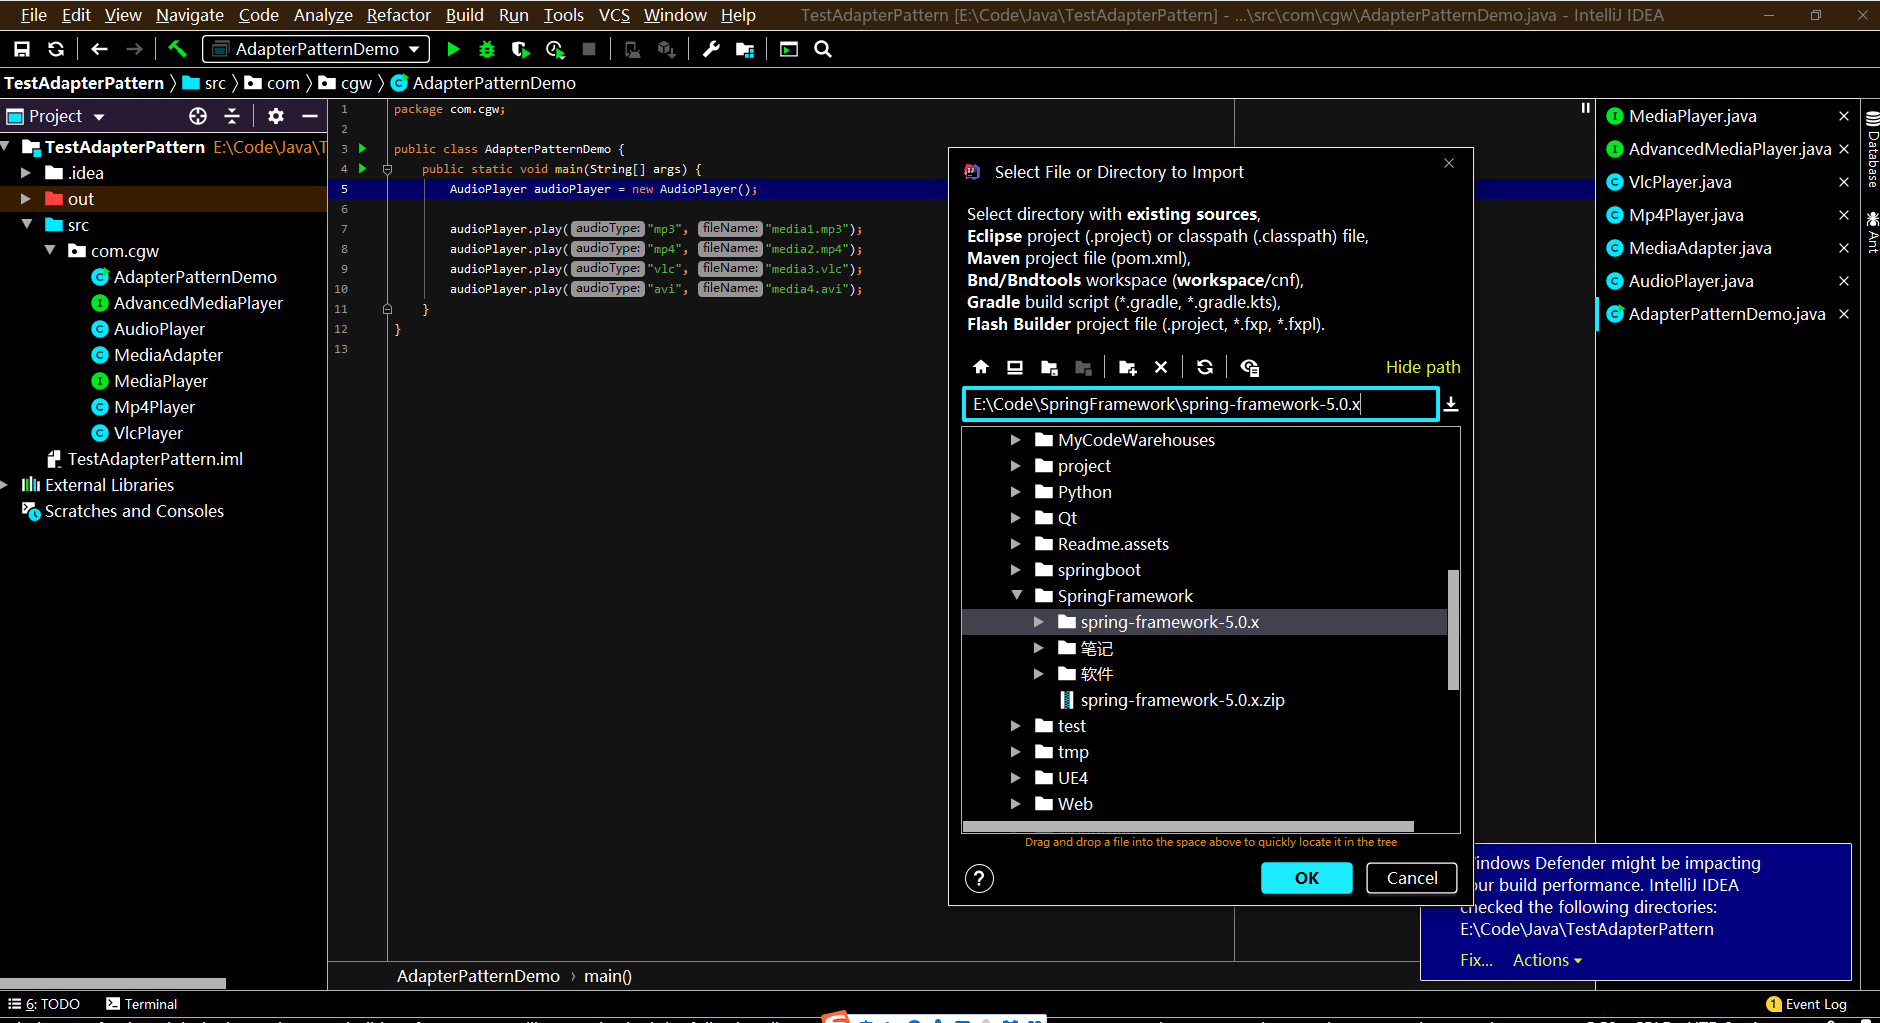 File Edit View Navigate Code Analyze Refactor Build Run Tools VCS Window Help TestAdapterPattern [E:\Code\Java\TestAdapterPattern] - ...\src\com\cgw\AdapterPatternDemo.java - IntelliJ IDEA
AdapterPatternDemo
TestAdapterPattern src com cgw AdapterPatternDemo
Project
TestAdapterPattern E:\Code\Java\T
.idea
out
src
com.cgw
AdapterPatternDemo
AdvancedMediaPlayer
AudioPlayer
MediaAdapter
MediaPlayer
Mp4Player
VlcPlayer
TestAdapterPattern.iml
External Libraries
Scratches and Consoles
1 package com.cgw;
2
3 public class AdapterPatternDemo {
4 public static void main(String[] args) {
5 AudioPlayer audioPlayer = new AudioPlayer();
6
7 audioPlayer.play( audioType: "mp3", fileName: "media1.mp3");
8 audioPlayer.play( audioType: "mp4", fileName: "media2.mp4");
9 audioPlayer.play( audioType: "vlc", fileName: "media3.vlc");
10 audioPlayer.play( audioType: "avi", fileName: "media4.avi");
11 }
12 }
13
AdapterPatternDemo › main()
Select File or Directory to Import
Select directory with existing sources,
Eclipse project (.project) or classpath (.classpath) file,
Maven project file (pom.xml),
Bnd/Bndtools workspace (workspace/cnf),
Gradle build script (*.gradle, *.gradle.kts),
Flash Builder project file (.project, *.fxp, *.fxpl).
Hide path
E:\Code\SpringFramework\spring-framework-5.0.x
MyCodeWarehouses
project
Python
Qt
Readme.assets
springboot
SpringFramework
spring-framework-5.0.x
笔记
软件
spring-framework-5.0.x.zip
test
tmp
UE4
Web
Drag and drop a file into the space above to quickly locate it in the tree
? OK Cancel
MediaPlayer.java
AdvancedMediaPlayer.java
VlcPlayer.java
Mp4Player.java
MediaAdapter.java
AudioPlayer.java
AdapterPatternDemo.java
Database
Ant
indows Defender might be impacting
our build performance. IntelliJ IDEA
checked the following directories:
E:\Code\Java\TestAdapterPattern
Fix... Actions
6: TODO Terminal
1 Event Log